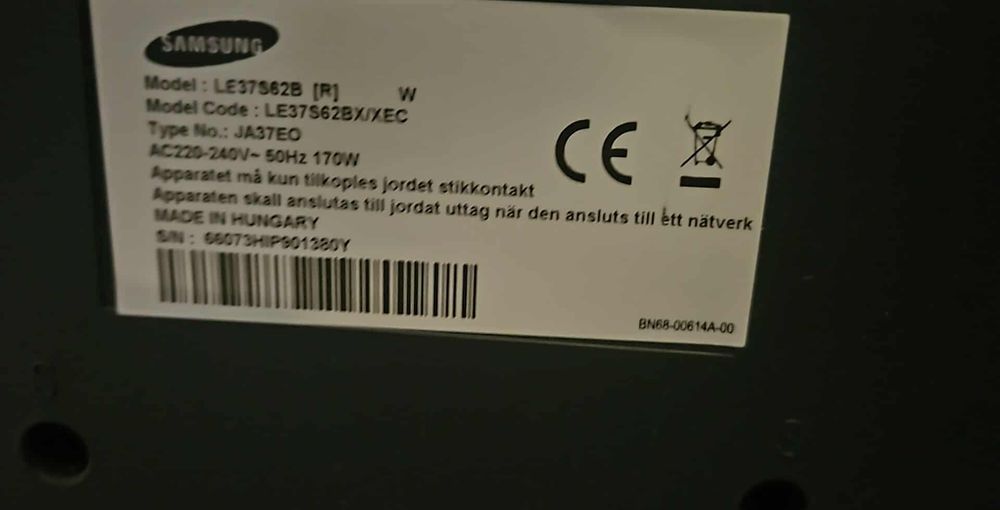 SAMSUNG
Model : LE37S62B [R] W
Model Code : LE37S62BX/XEC
Type No.: JA37EO
AC220-240V~ 50Hz 170W
Apparatet må kun tilkoples jordet stikkontakt
Apparaten skall anslutas till jordat uttag när den ansluts till ett nätverk
MADE IN HUNGARY
S/N : 66073HIP901380Y
CE
BN68-00614A-00